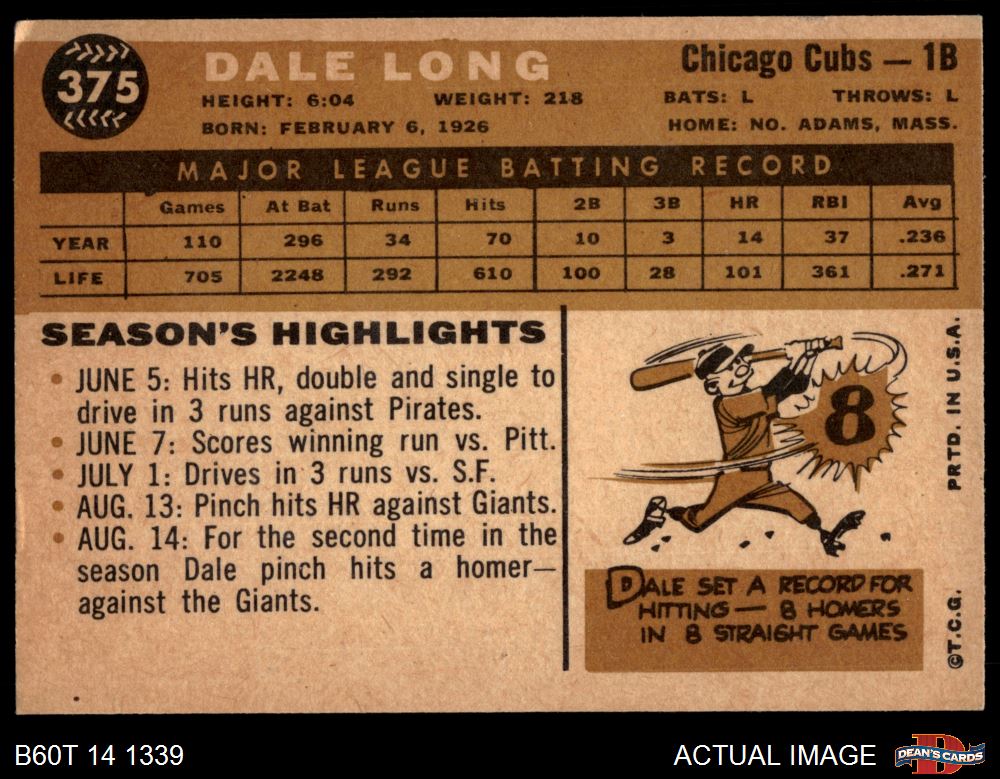 375
DALE LONG
Chicago Cubs — 1B
HEIGHT: 6:04 WEIGHT: 218 BATS: L THROWS: L
BORN: FEBRUARY 6, 1926 HOME: NO. ADAMS, MASS.
MAJOR LEAGUE BATTING RECORD
Games At Bat Runs Hits 2B 3B HR RBI Avg
YEAR 110 296 34 70 10 3 14 37 .236
LIFE 705 2248 292 610 100 28 101 361 .271
SEASON'S HIGHLIGHTS
• JUNE 5: Hits HR, double and single to
drive in 3 runs against Pirates.
• JUNE 7: Scores winning run vs. Pitt.
• JULY 1: Drives in 3 runs vs. S.F.
• AUG. 13: Pinch hits HR against Giants.
• AUG. 14: For the second time in the
season Dale pinch hits a homer—
against the Giants.
8
DALE SET A RECORD FOR
HITTING — 8 HOMERS
IN 8 STRAIGHT GAMES
©T.C.G. PRTD. IN U.S.A.
B60T 14 1339
ACTUAL IMAGE
D
DEAN'S CARDS